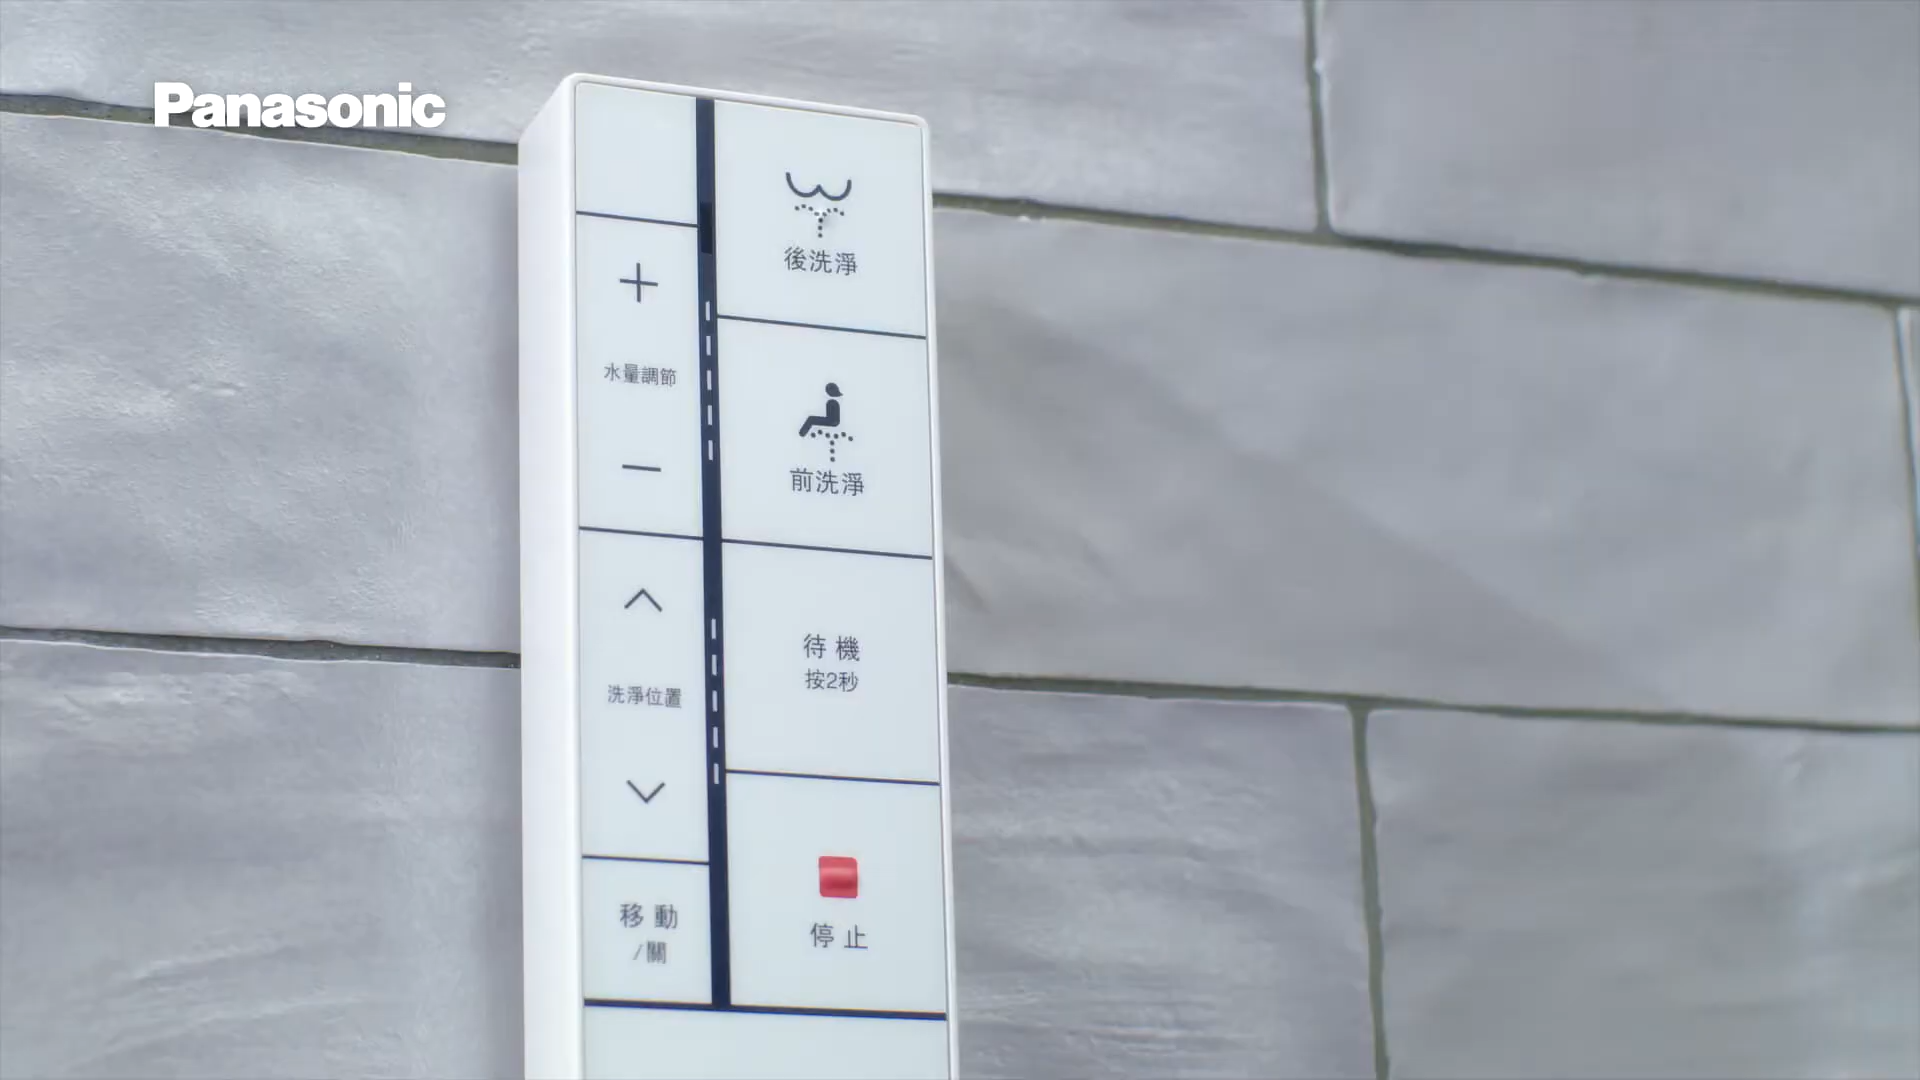 Panasonic
後洗淨
+
水量調節
−
前洗淨
洗淨位置
待機
按2秒
移動
/關
停止